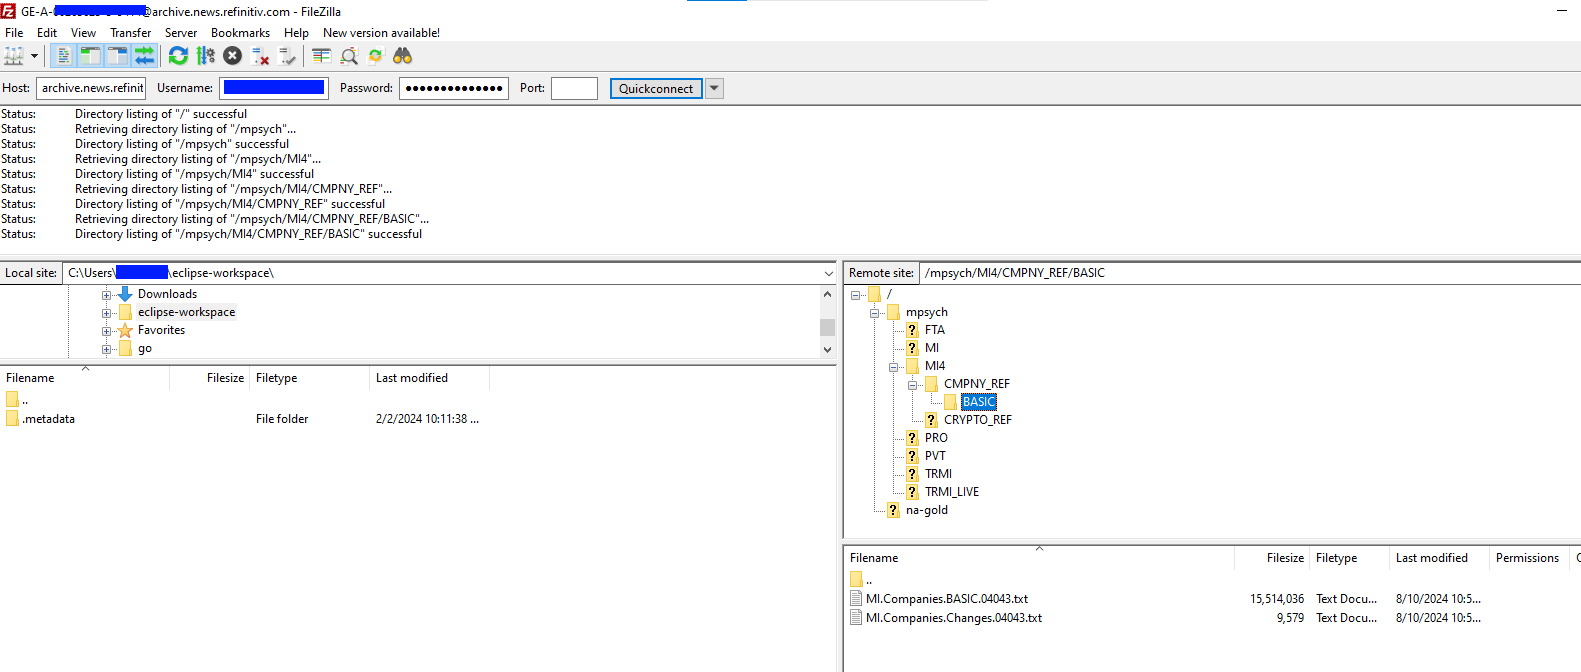 GE-A-@archive.news.refinitiv.com - FileZilla
File Edit View Transfer Server Bookmarks Help New version available!
Host: archive.news.refinit Username: Password: ●●●●●●●●●●●●●● Port: Quickconnect
Status: Directory listing of "/" successful
Status: Retrieving directory listing of "/mpsych"...
Status: Directory listing of "/mpsych" successful
Status: Retrieving directory listing of "/mpsych/MI4"...
Status: Directory listing of "/mpsych/MI4" successful
Status: Retrieving directory listing of "/mpsych/MI4/CMPNY_REF"...
Status: Directory listing of "/mpsych/MI4/CMPNY_REF" successful
Status: Retrieving directory listing of "/mpsych/MI4/CMPNY_REF/BASIC"...
Status: Directory listing of "/mpsych/MI4/CMPNY_REF/BASIC" successful
Local site: C:\Users\ \eclipse-workspace\
Downloads
eclipse-workspace
Favorites
go
Filename Filesize Filetype Last modified
..
.metadata File folder 2/2/2024 10:11:38 ...
Remote site: /mpsych/MI4/CMPNY_REF/BASIC
/
mpsych
? FTA
? MI
MI4
CMPNY_REF
BASIC
? CRYPTO_REF
? PRO
? PVT
? TRMI
? TRMI_LIVE
? na-gold
Filename Filesize Filetype Last modified Permissions
..
MI.Companies.BASIC.04043.txt 15,514,036 Text Docu... 8/10/2024 10:5...
MI.Companies.Changes.04043.txt 9,579 Text Docu... 8/10/2024 10:5...